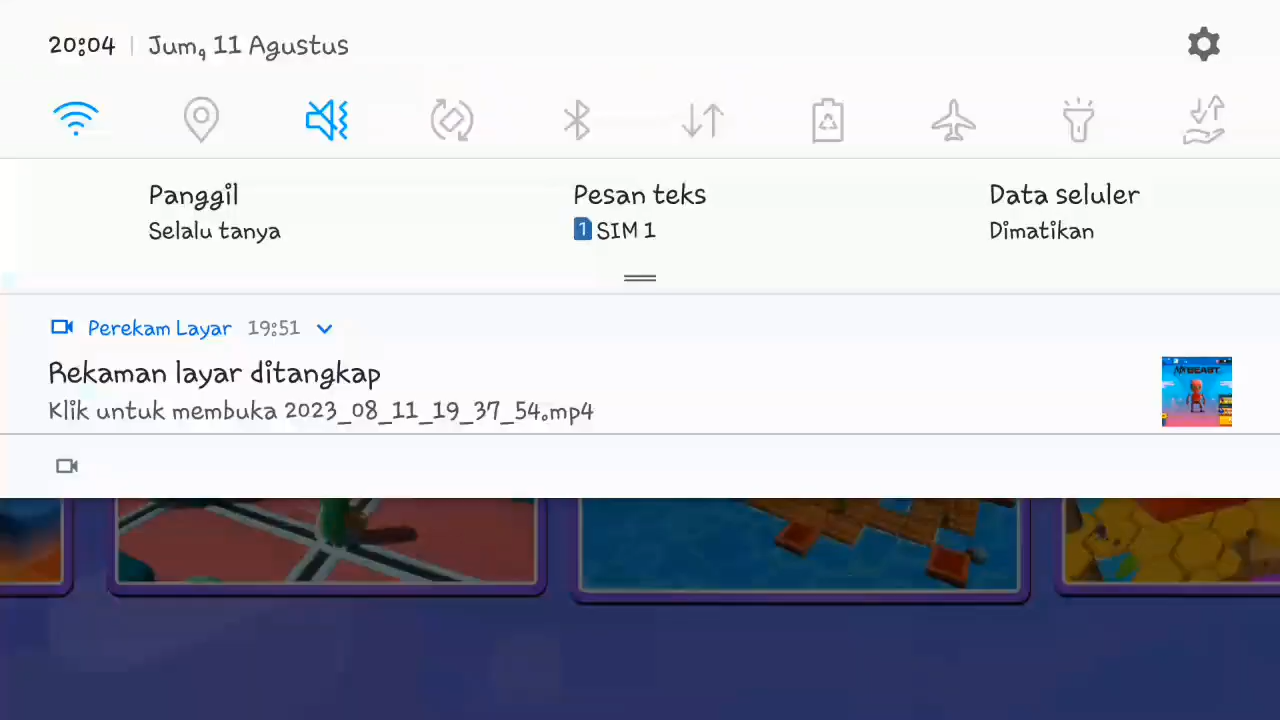 20:04 | Jum, 11 Agustus
Panggil
Selalu tanya
Pesan teks
1 SIM 1
Data seluler
Dimatikan
Perekam Layar 19:51
Rekaman layar ditangkap
Klik untuk membuka 2023_08_11_19_37_54.mp4
MrBEAST